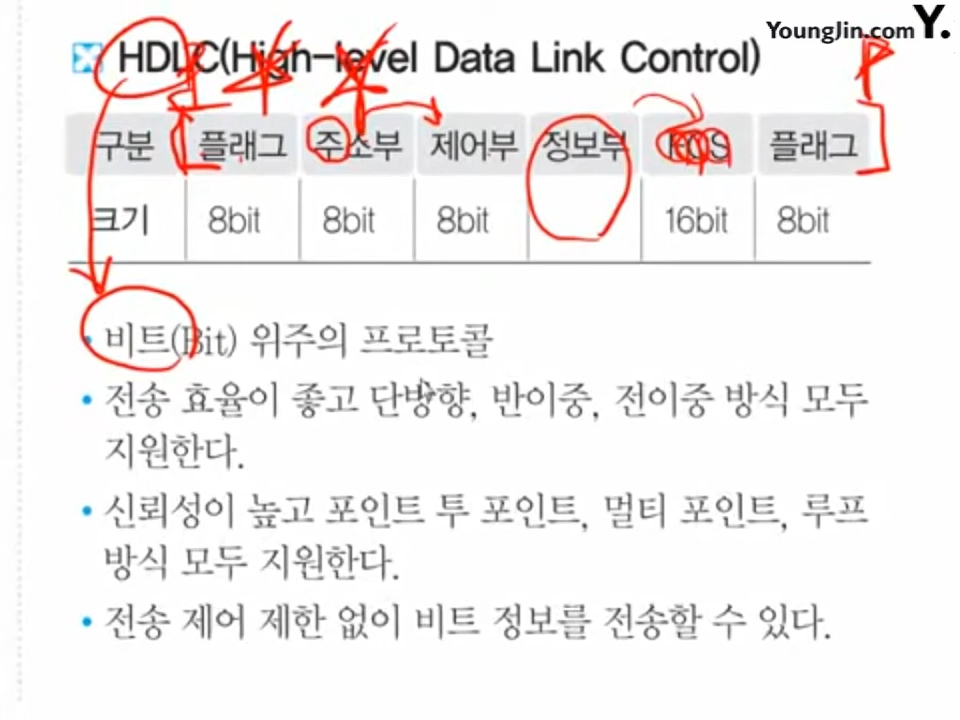 YoungJin.com Y.
HDLC(High-level Data Link Control)
구분 플래그 주소부 제어부 정보부 FCS 플래그
크기 8bit 8bit 8bit 16bit 8bit
• 비트(Bit) 위주의 프로토콜
• 전송 효율이 좋고 단방향, 반이중, 전이중 방식 모두
지원한다.
• 신뢰성이 높고 포인트 투 포인트, 멀티 포인트, 루프
방식 모두 지원한다.
• 전송 제어 제한 없이 비트 정보를 전송할 수 있다.